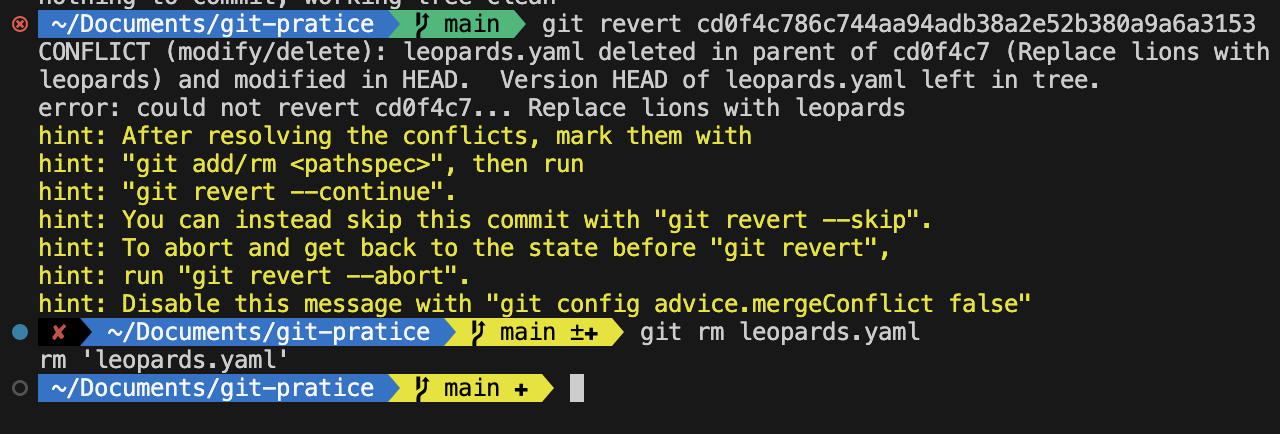 nothing to commit, working tree clean
~/Documents/git-pratice main git revert cd0f4c786c744aa94adb38a2e52b380a9a6a3153
CONFLICT (modify/delete): leopards.yaml deleted in parent of cd0f4c7 (Replace lions with
leopards) and modified in HEAD.  Version HEAD of leopards.yaml left in tree.
error: could not revert cd0f4c7... Replace lions with leopards
hint: After resolving the conflicts, mark them with
hint: "git add/rm <pathspec>", then run
hint: "git revert --continue".
hint: You can instead skip this commit with "git revert --skip".
hint: To abort and get back to the state before "git revert",
hint: run "git revert --abort".
hint: Disable this message with "git config advice.mergeConflict false"
✘ ~/Documents/git-pratice main ±✚ git rm leopards.yaml
rm 'leopards.yaml'
~/Documents/git-pratice main ✚